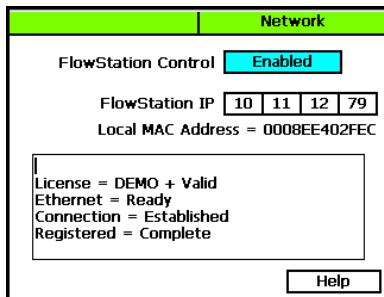 Network
FlowStation Control Enabled
FlowStation IP 10 11 12 79
Local MAC Address = 0008EE402FEC
License = DEMO + Valid
Ethernet = Ready
Connection = Established
Registered = Complete
Help